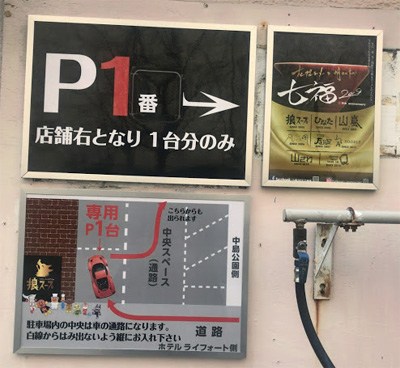 P1番
店舗右となり１台分のみ
七福
狼スープ
山嵐
専用
P1台
こちらからも
出られます
中央スペース
(通路)
中島公園側
狼スープ
道路
駐車場内の中央は車の通路になります。
白線からはみ出ないよう縦にお入れ下さい
ホテル ライフォート側